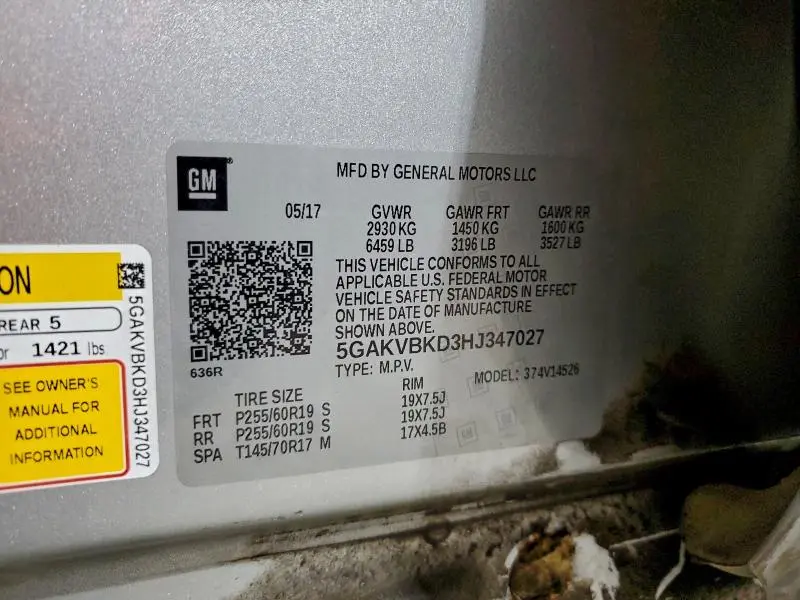 GM
MFD BY GENERAL MOTORS LLC
05/17 GVWR GAWR FRT GAWR RR
2930 KG 1450 KG 1600 KG
6459 LB 3196 LB 3527 LB
THIS VEHICLE CONFORMS TO ALL
APPLICABLE U.S. FEDERAL MOTOR
VEHICLE SAFETY STANDARDS IN EFFECT
ON THE DATE OF MANUFACTURE
SHOWN ABOVE.
5GAKVBKD3HJ347027
636R
TYPE: M.P.V. MODEL: 374V14526
TIRE SIZE RIM
FRT P255/60R19 S 19X7.5J
RR P255/60R19 S 19X7.5J
SPA T145/70R17 M 17X4.5B
ON
REAR 5
or 1421 lbs
SEE OWNER'S
MANUAL FOR
ADDITIONAL
INFORMATION
5GAKVBKD3HJ347027